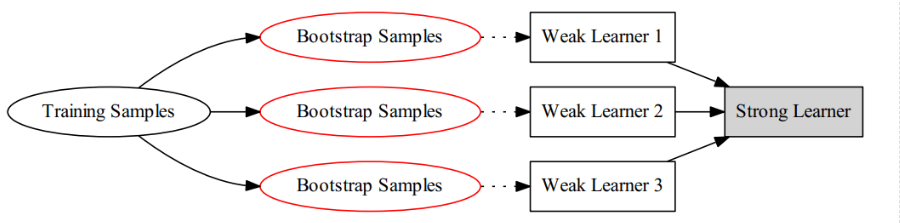 Training Samples
Bootstrap Samples
Weak Learner 1
Bootstrap Samples
Weak Learner 2
Strong Learner
Bootstrap Samples
Weak Learner 3